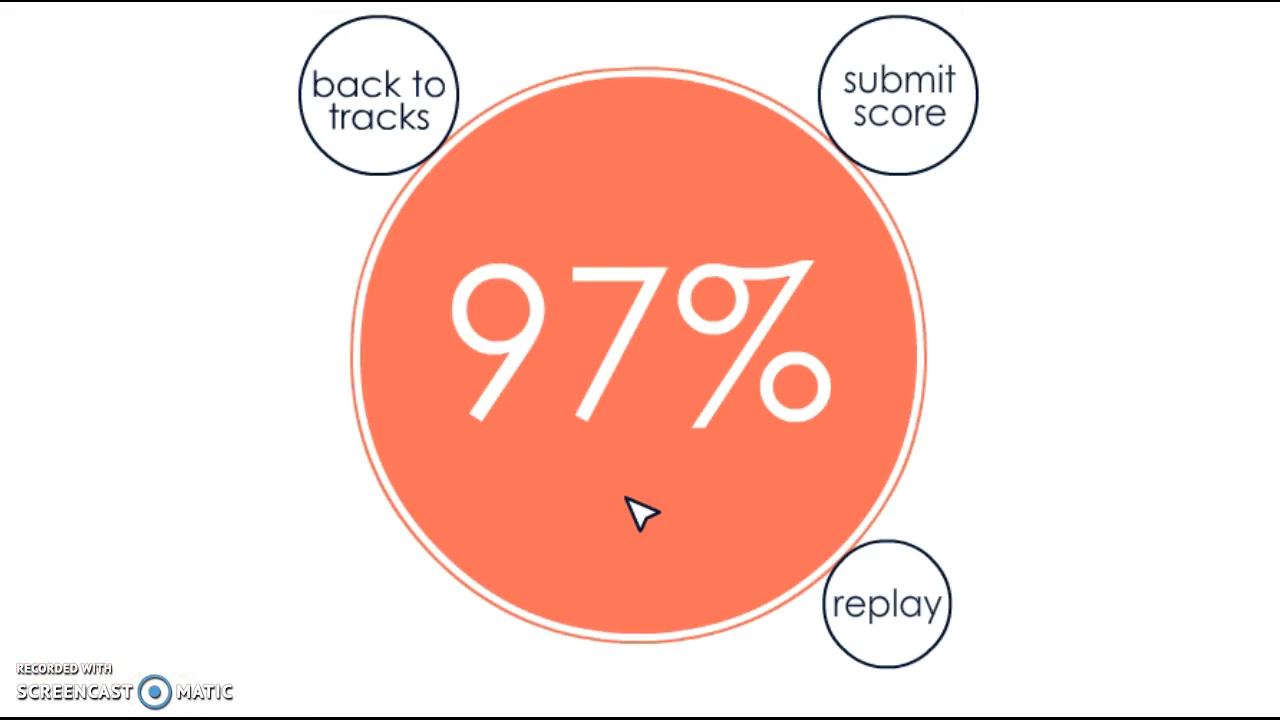 back to
tracks
submit
score
97%
replay
RECORDED WITH
SCREENCAST MATIC